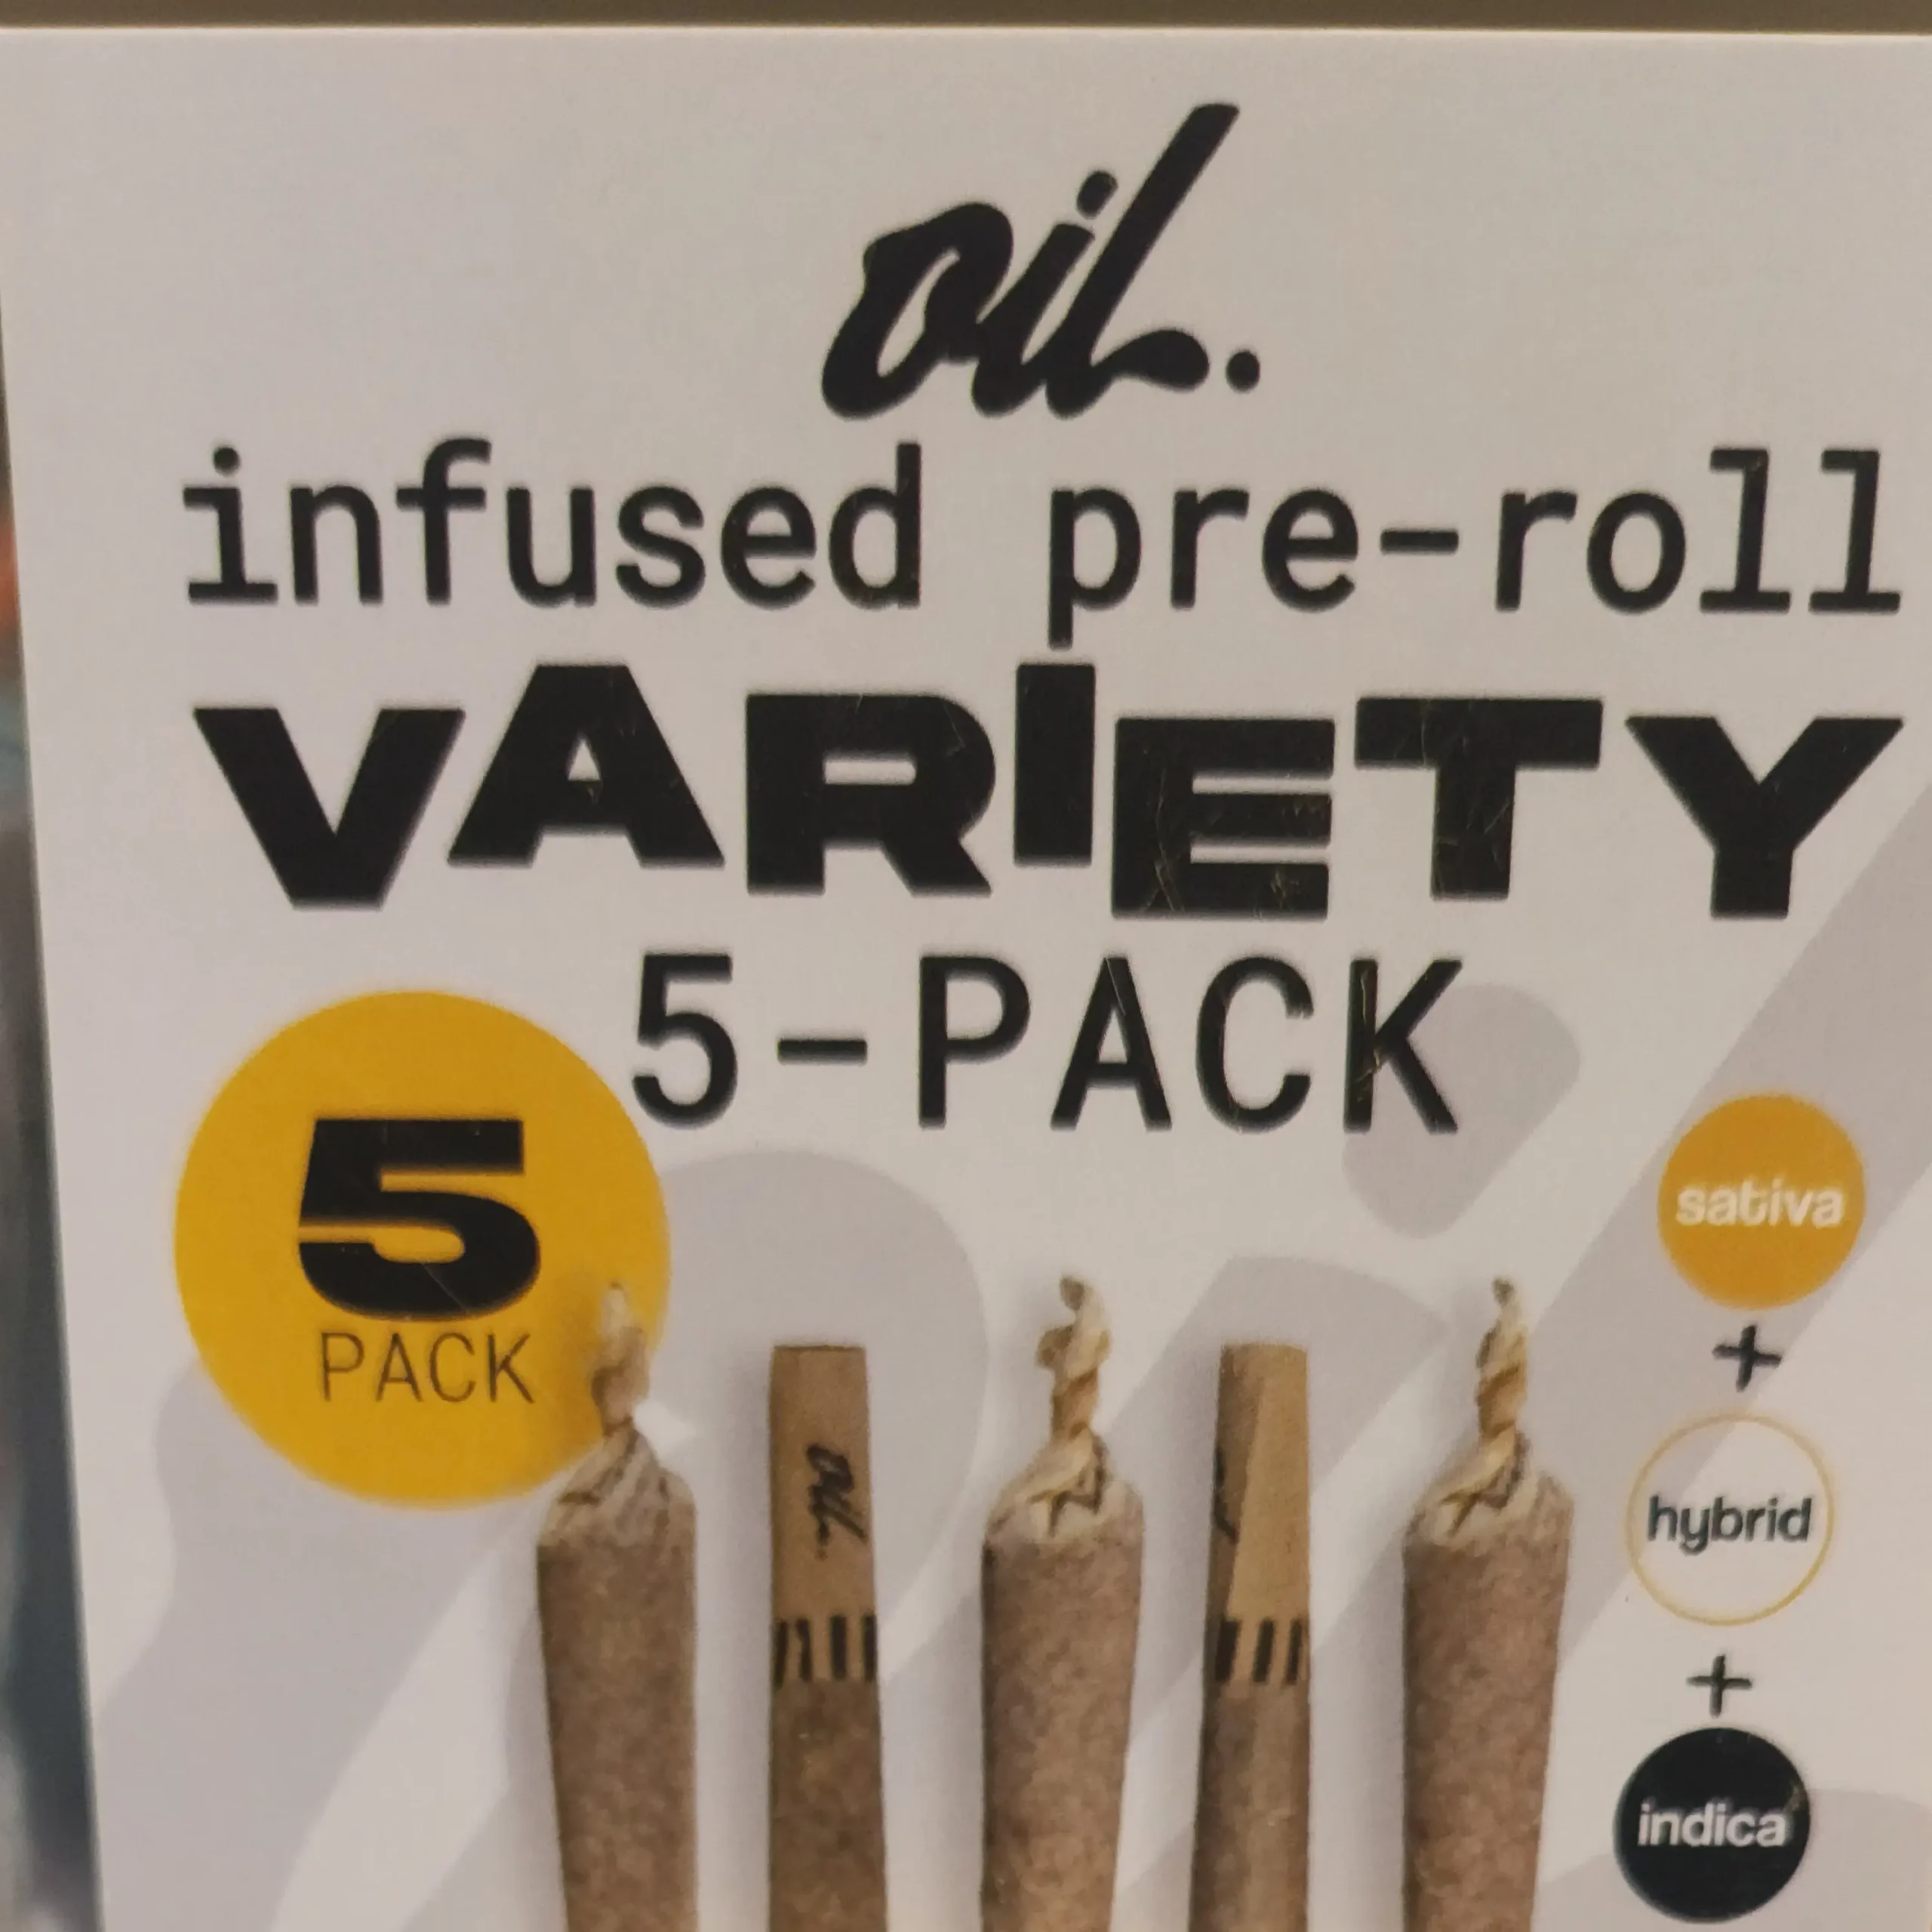 oil.
infused pre-roll
VARIETY
5-PACK
5
PACK
sativa
+
hybrid
+
indica
oil.